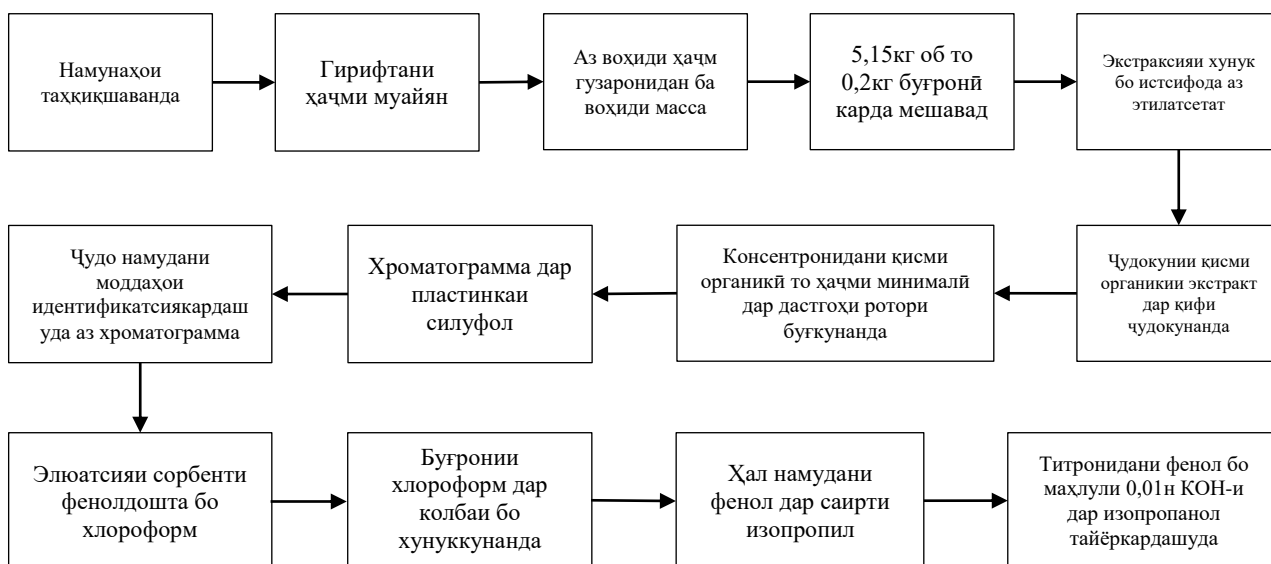 Намунаҳои
таҳқиқшаванда
Гирифтани
ҳаҷми муайян
Аз воҳиди ҳаҷм
гузаронидан ба
воҳиди масса
5,15кг об то
0,2кг буғронӣ
карда мешавад
Экстраксияи хунук
бо истсифода аз
этилатсетат
Ҷудокунии қисми
органикии экстракт
дар қифи
ҷудокунанда
Консентронидани қисми
органикӣ то ҳаҷми минималӣ
дар дастгоҳи ротори
буғкунанда
Хроматограмма дар
пластинкаи
силуфол
Ҷудо намудани
моддаҳои
идентификатсиякардаш
уда аз хроматограмма
Элюатсияи сорбенти
фенолдошта бо
хлороформ
Буғронии
хлороформ дар
колбаи бо
хунуккунанда
Ҳал намудани
фенол дар саирти
изопропил
Титронидани фенол бо
маҳлули 0,01н КОН-и
дар изопропанол
тайёркардашуда